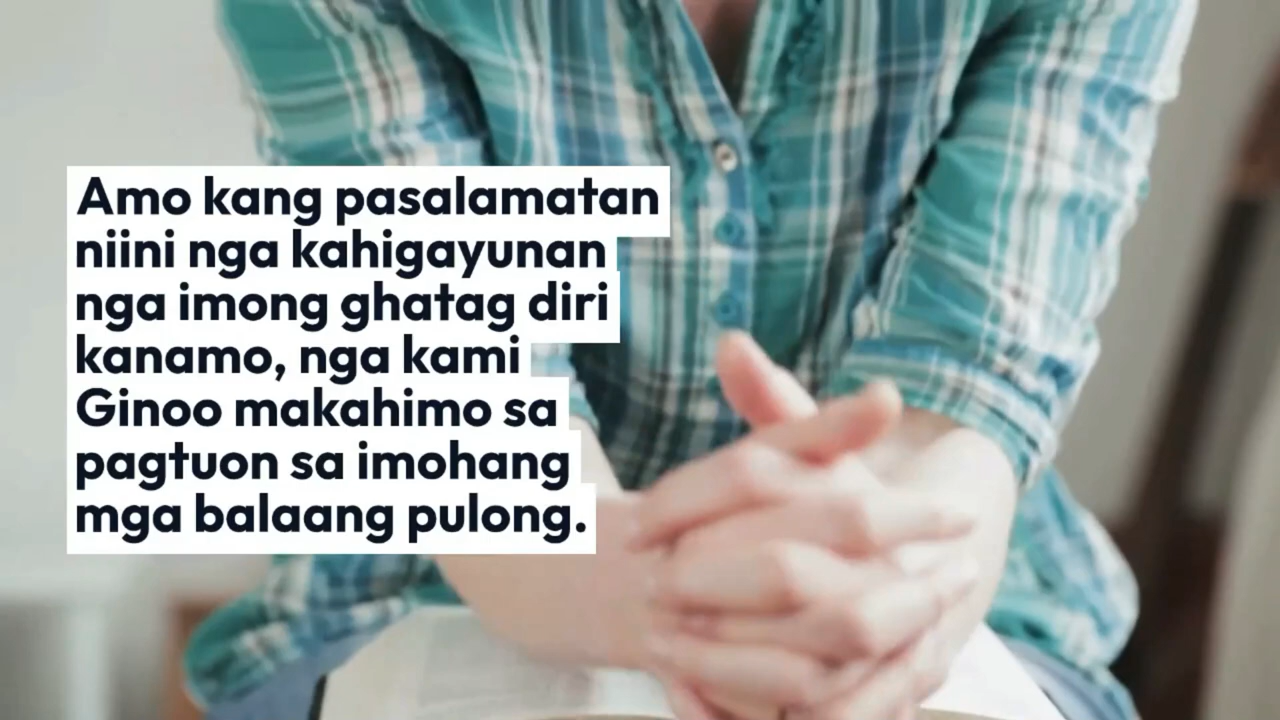 Amo kang pasalamatan
niini nga kahigayunan
nga imong ghatag diri
kanamo, nga kami
Ginoo makahimo sa
pagtuon sa imohang
mga balaang pulong.